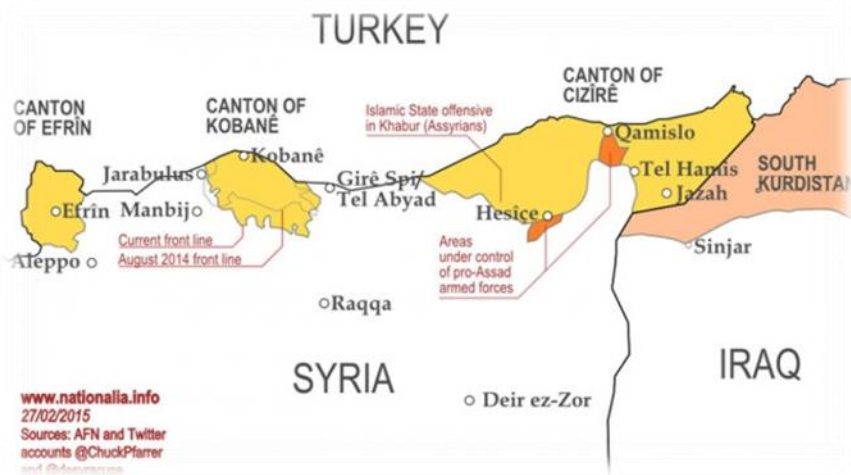 TURKEY
CANTON
OF EFRÎN
CANTON OF
KOBANÊ
CANTON OF
CIZÎRÊ
Islamic State offensive
in Khabur (Assyrians)
Qamislo
Kobanê
Jarabulus
Girê Spi/
Tel Abyad
Tel Hamis
SOUTH
KURDISTAN
Jazah
Efrîn
Manbij
Hesîçe
Current front line
August 2014 front line
Areas
under control
of pro-Assad
armed forces
Sinjar
Aleppo
Raqqa
SYRIA
IRAQ
Deir ez-Zor
www.nationalia.info
27/02/2015
Sources: AFN and Twitter
accounts @ChuckPfarrer
and @desyracuse